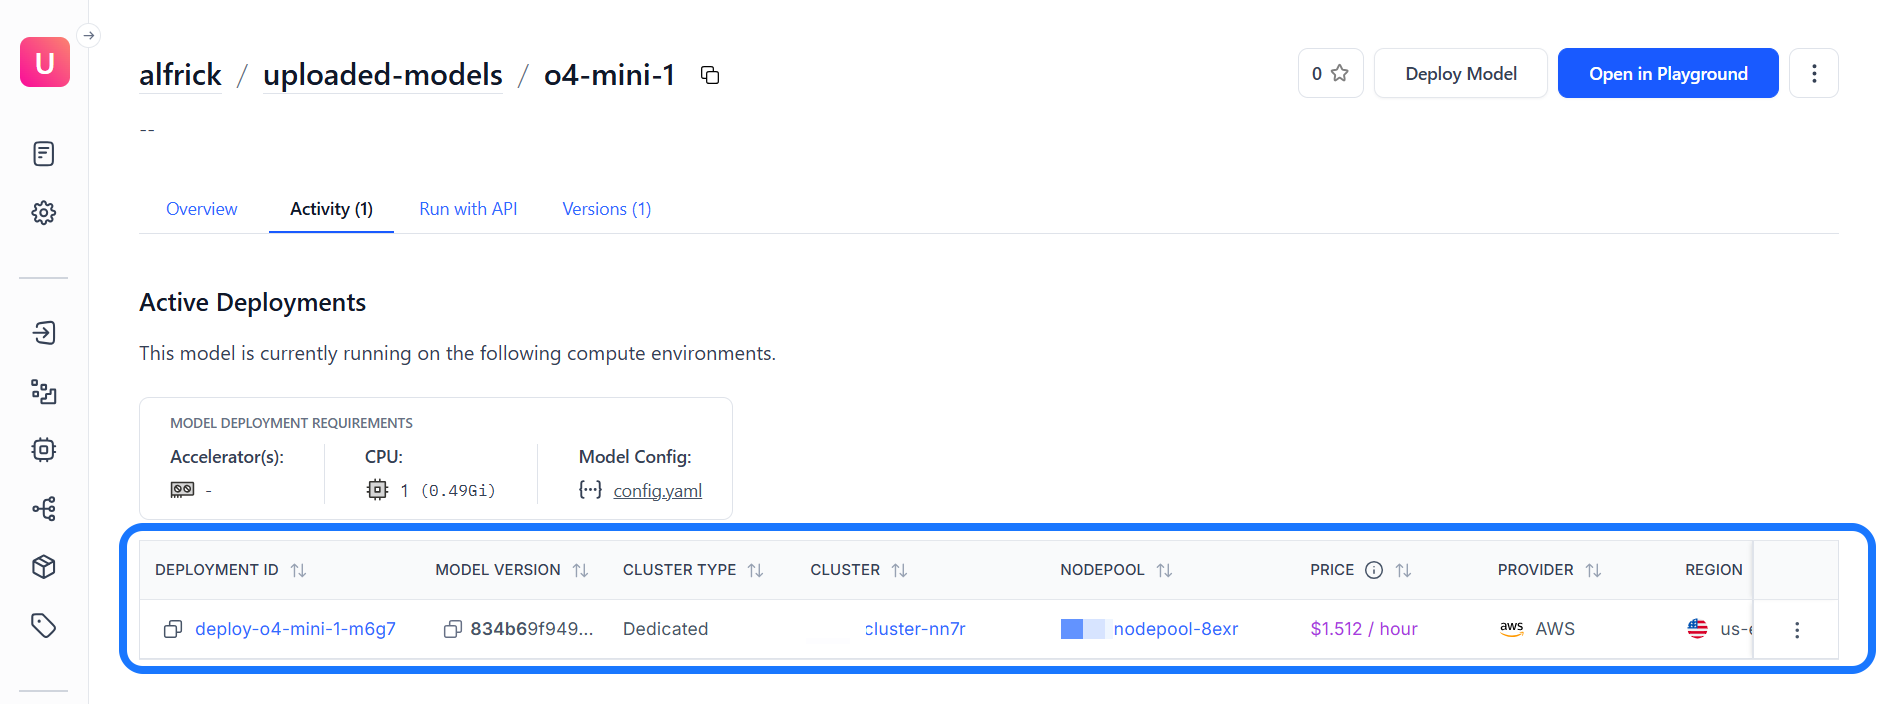 U
alfrick / uploaded-models / o4-mini-1
0
Deploy Model
Open in Playground
--
Overview
Activity (1)
Run with API
Versions (1)
Active Deployments
This model is currently running on the following compute environments.
MODEL DEPLOYMENT REQUIREMENTS
Accelerator(s):
-
CPU:
1 (0.49Gi)
Model Config:
config.yaml
DEPLOYMENT ID MODEL VERSION CLUSTER TYPE CLUSTER NODEPOOL PRICE PROVIDER REGION
deploy-o4-mini-1-m6g7 834b69f949... Dedicated cluster-nn7r nodepool-8exr $1.512 / hour aws AWS us-